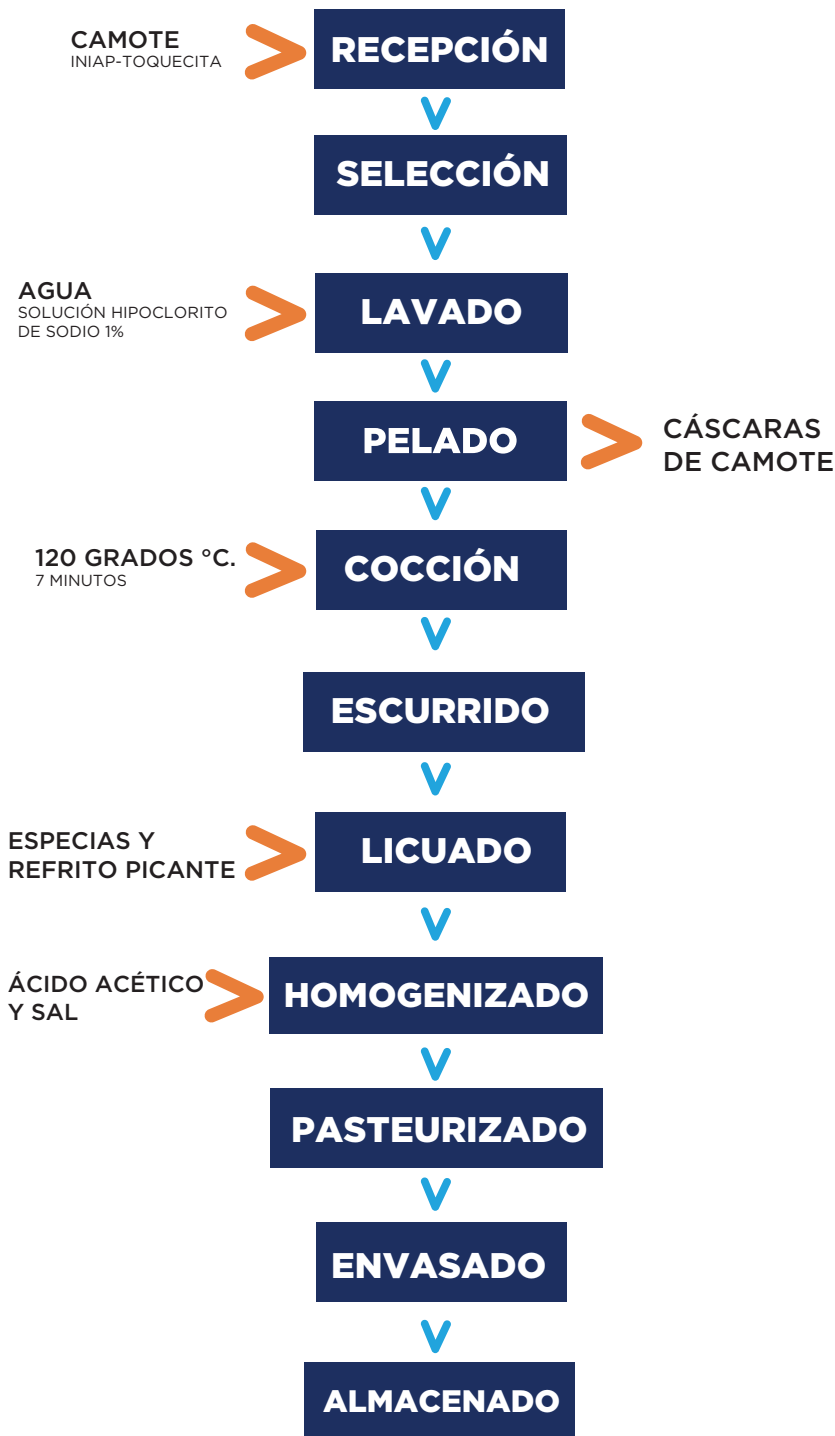 CAMOTE
INIAP-TOQUECITA
RECEPCIÓN
SELECCIÓN
AGUA
SOLUCIÓN HIPOCLORITO
DE SODIO 1%
LAVADO
PELADO
CÁSCARAS
DE CAMOTE
120 GRADOS °C.
7 MINUTOS
COCCIÓN
ESCURRIDO
ESPECIAS Y
REFRITO PICANTE
LICUADO
ÁCIDO ACÉTICO
Y SAL
HOMOGENIZADO
PASTEURIZADO
ENVASADO
ALMACENADO